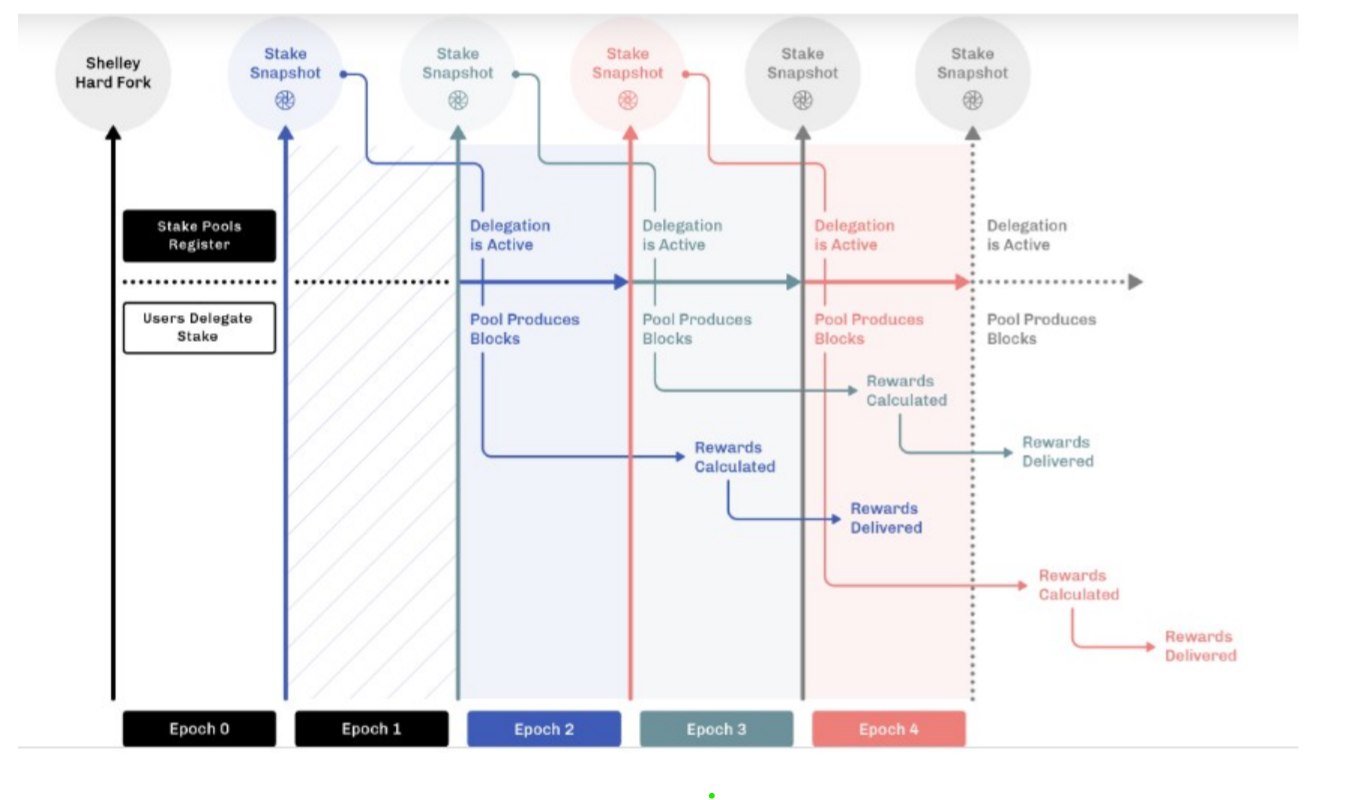 Shelley
Hard Fork
Stake
Snapshot
Stake
Snapshot
Stake
Snapshot
Stake
Snapshot
Stake
Snapshot
Stake Pools
Register
Users Delegate
Stake
Delegation
is Active
Delegation
is Active
Delegation
is Active
Delegation
is Active
Pool Produces
Blocks
Pool Produces
Blocks
Pool Produces
Blocks
Pool Produces
Blocks
Rewards
Calculated
Rewards
Delivered
Rewards
Calculated
Rewards
Delivered
Rewards
Calculated
Rewards
Delivered
Epoch 0
Epoch 1
Epoch 2
Epoch 3
Epoch 4